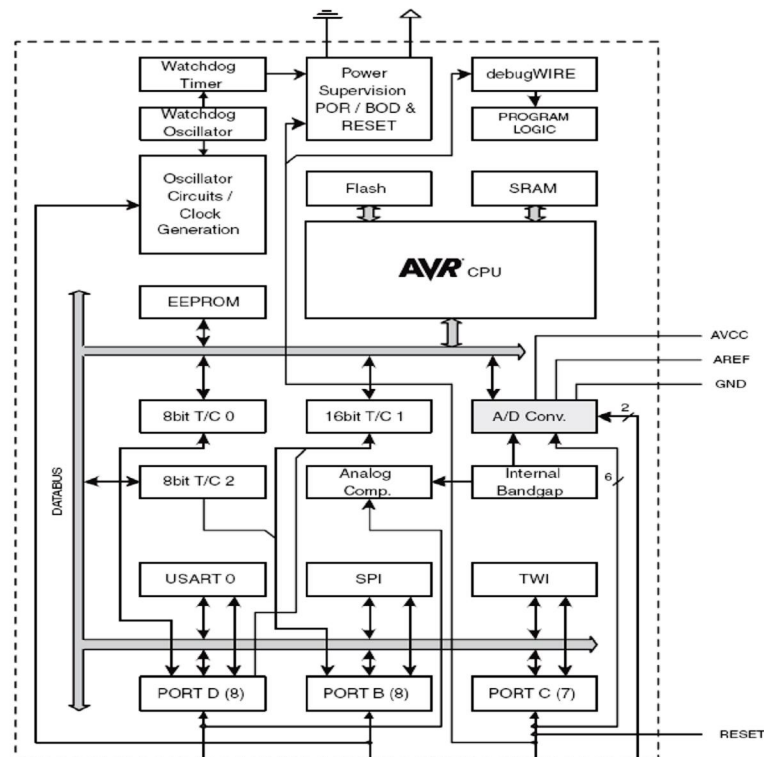 Watchdog
Timer
Power
Supervision
POR / BOD &
RESET
debugWIRE
Watchdog
Oscillator
PROGRAM
LOGIC
Oscillator
Circuits /
Clock
Generation
Flash
SRAM
AVR CPU
EEPROM
AVCC
AREF
GND
8bit T/C 0
16bit T/C 1
A/D Conv.
2
DATABUS
8bit T/C 2
Analog
Comp.
Internal
Bandgap
6
USART 0
SPI
TWI
PORT D (8)
PORT B (8)
PORT C (7)
RESET